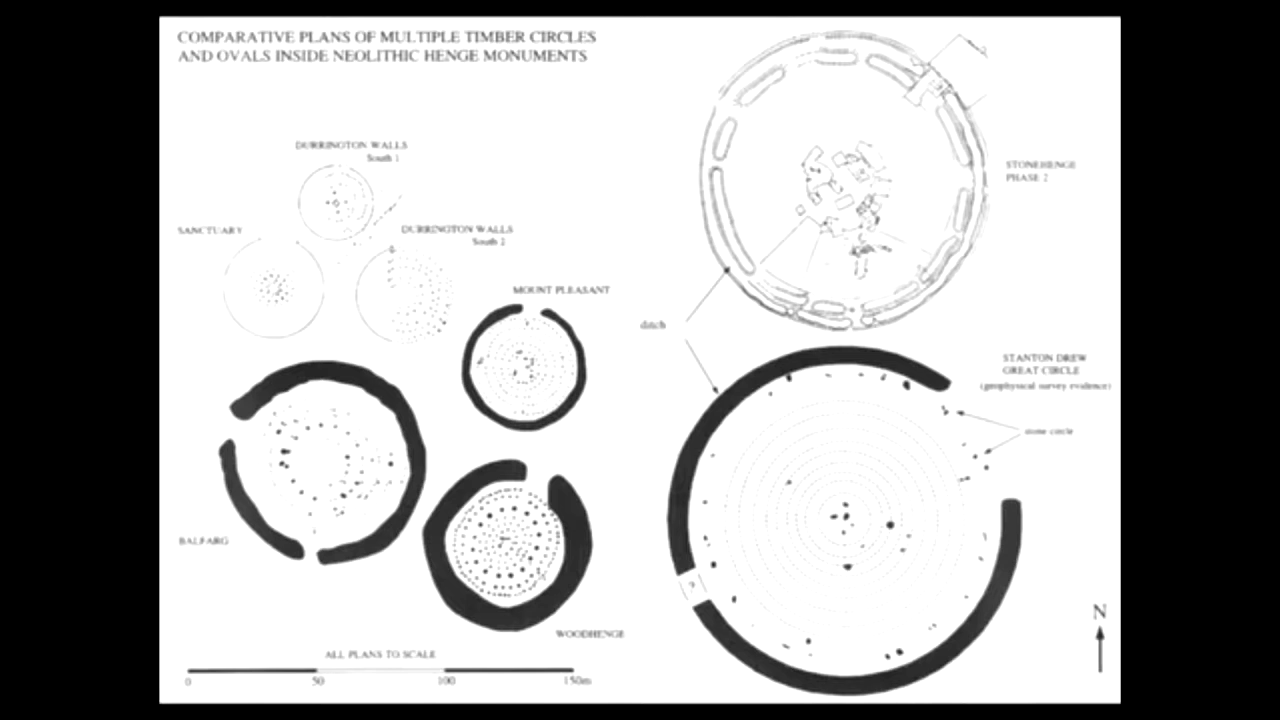 COMPARATIVE PLANS OF MULTIPLE TIMBER CIRCLES
AND OVALS INSIDE NEOLITHIC HENGE MONUMENTS
DURRINGTON WALLS
South 1
SANCTUARY
DURRINGTON WALLS
South 2
MOUNT PLEASANT
STONEHENGE
PHASE 2
ditch
STANTON DREW
GREAT CIRCLE
(geophysical survey evidence)
stone circle
BALFARG
WOODHENGE
?
N
ALL PLANS TO SCALE
0 50 100 150m